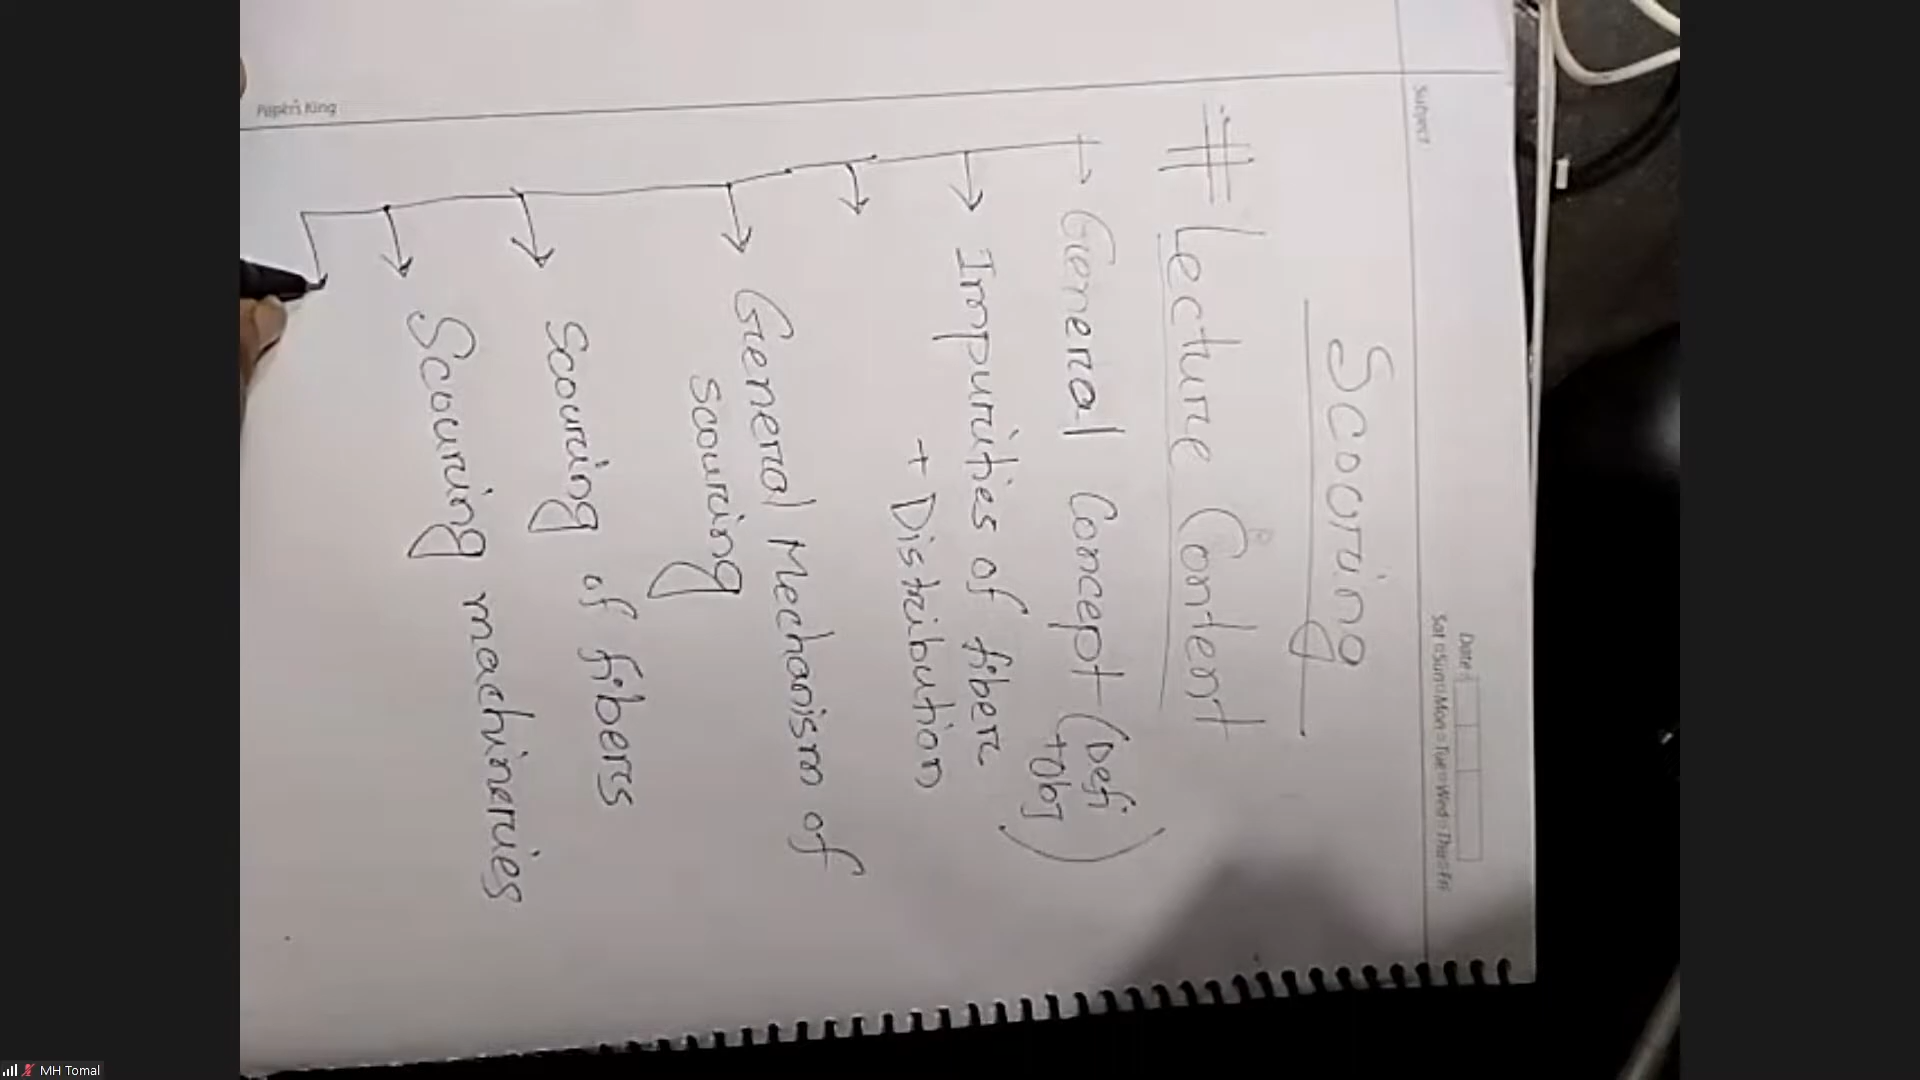 Subject
Date
Sat Sun Mon Tue Wed Thu Fri
Scouring
# Lecture Content
General Concept (Defi
+ Obj)
Impurities of fiber
+ Distribution
General Mechanism of
scouring
scouring of fibers
Scouring machineries
Papers King
MH Tomal